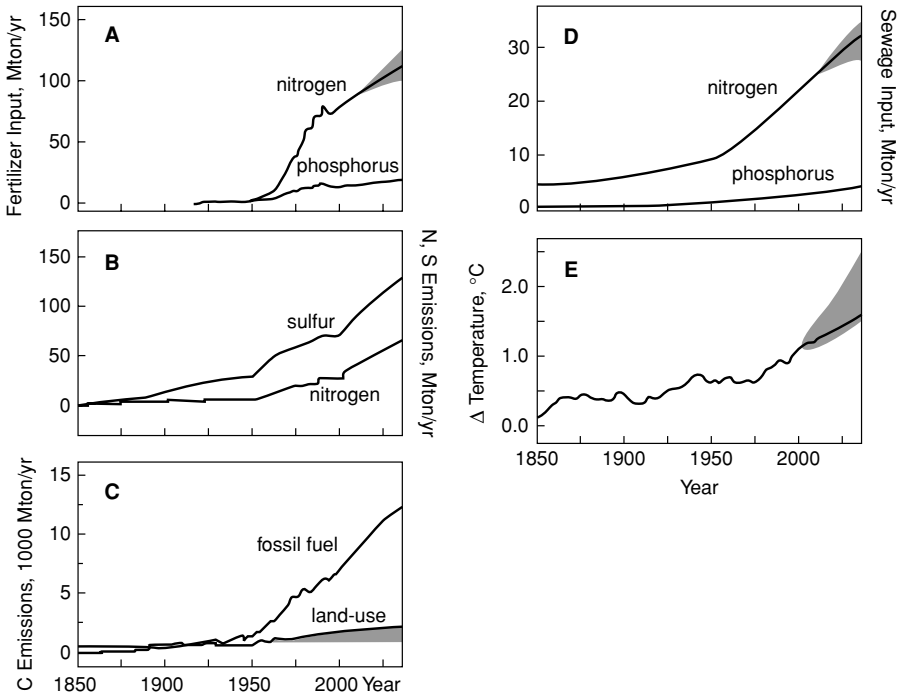 Fertilizer Input, Mton/yr
150
100
50
0
A
nitrogen
phosphorus
N, S Emissions, Mton/yr
150
100
50
0
B
sulfur
nitrogen
C Emissions, 1000 Mton/yr
15
10
5
0
C
fossil fuel
land-use
1850 1900 1950 2000 Year
Sewage Input, Mton/yr
30
20
10
0
D
nitrogen
phosphorus
Δ Temperature, °C
2.0
1.0
0.0
E
1850 1900 1950 2000
Year